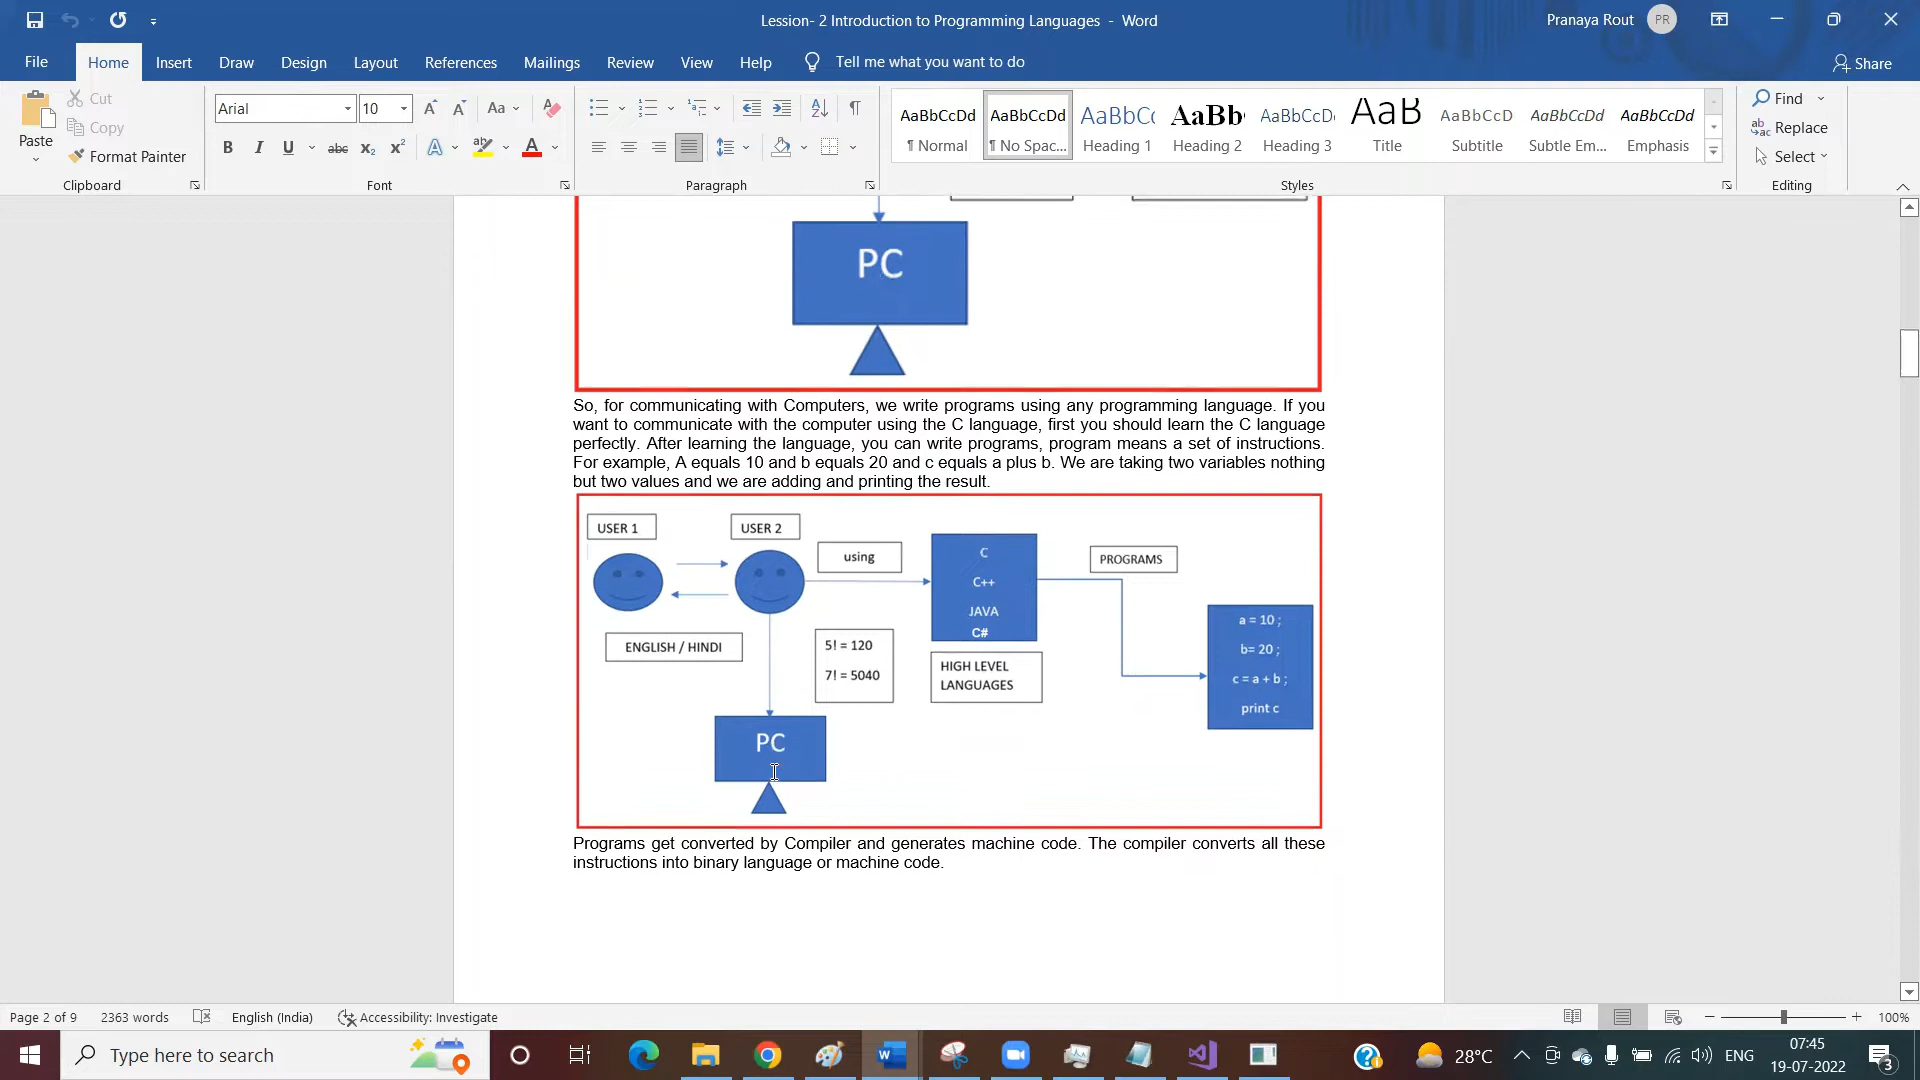 Lession- 2 Introduction to Programming Languages - Word
Pranaya Rout
PR
File
Home
Insert
Draw
Design
Layout
References
Mailings
Review
View
Help
Tell me what you want to do
Share
Paste
Cut
Copy
Format Painter
Clipboard
Arial
10
Aa
B I U abc x₂ x² A A
Font
Paragraph
AaBbCcDd
¶ Normal
AaBbCcDd
¶ No Spac...
AaBbCc
Heading 1
AaBb
Heading 2
AaBbCcD
Heading 3
AaB
Title
AaBbCcD
Subtitle
AaBbCcDd
Subtle Em...
AaBbCcDd
Emphasis
Styles
Find
Replace
Select
Editing
PC
So, for communicating with Computers, we write programs using any programming language. If you
want to communicate with the computer using the C language, first you should learn the C language
perfectly. After learning the language, you can write programs, program means a set of instructions.
For example, A equals 10 and b equals 20 and c equals a plus b. We are taking two variables nothing
but two values and we are adding and printing the result.
USER 1
USER 2
using
C
C++
JAVA
C#
PROGRAMS
a = 10 ;
b= 20 ;
c = a + b ;
print c
ENGLISH / HINDI
5! = 120
7! = 5040
HIGH LEVEL
LANGUAGES
PC
Programs get converted by Compiler and generates machine code. The compiler converts all these
instructions into binary language or machine code.
Page 2 of 9
2363 words
English (India)
Accessibility: Investigate
100%
Type here to search
28°C
ENG
07:45
19-07-2022
3